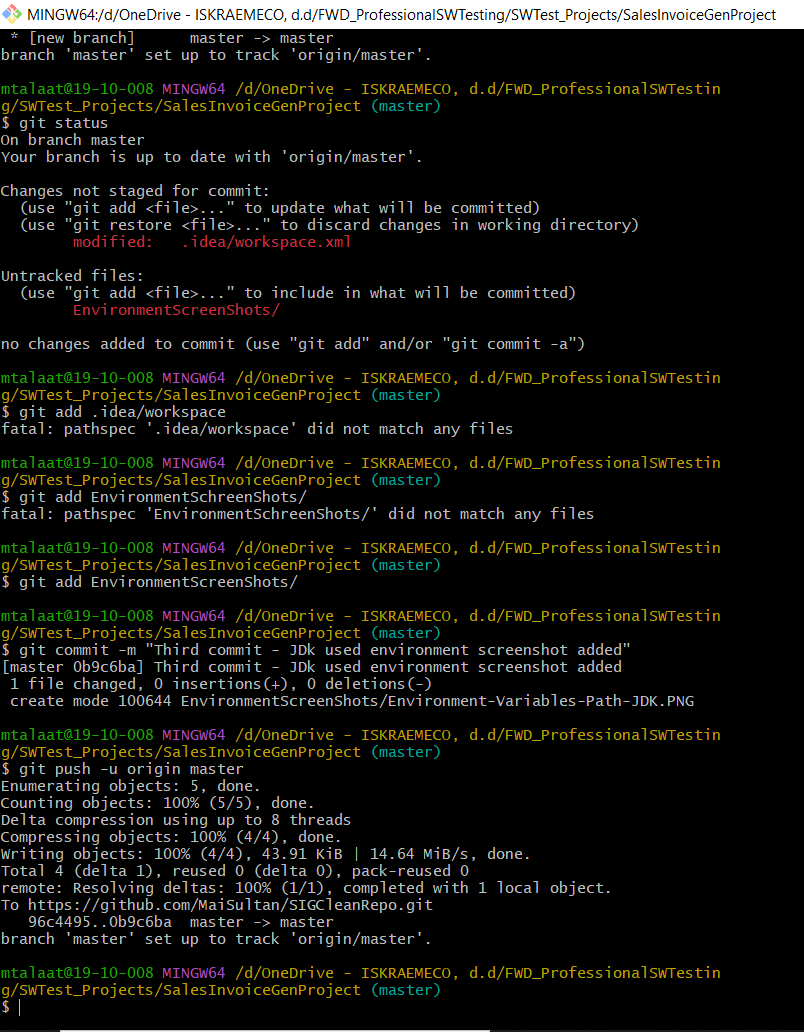 MINGW64:/d/OneDrive - ISKRAEMECO, d.d/FWD_ProfessionalSWTesting/SWTest_Projects/SalesInvoiceGenProject
* [new branch]      master -> master
branch 'master' set up to track 'origin/master'.
mtalaat@19-10-008 MINGW64 /d/OneDrive - ISKRAEMECO, d.d/FWD_ProfessionalSWTestin
g/SWTest_Projects/SalesInvoiceGenProject (master)
$ git status
On branch master
Your branch is up to date with 'origin/master'.
Changes not staged for commit:
  (use "git add <file>..." to update what will be committed)
  (use "git restore <file>..." to discard changes in working directory)
        modified:   .idea/workspace.xml
Untracked files:
  (use "git add <file>..." to include in what will be committed)
        EnvironmentScreenShots/
no changes added to commit (use "git add" and/or "git commit -a")
mtalaat@19-10-008 MINGW64 /d/OneDrive - ISKRAEMECO, d.d/FWD_ProfessionalSWTestin
g/SWTest_Projects/SalesInvoiceGenProject (master)
$ git add .idea/workspace
fatal: pathspec '.idea/workspace' did not match any files
mtalaat@19-10-008 MINGW64 /d/OneDrive - ISKRAEMECO, d.d/FWD_ProfessionalSWTestin
g/SWTest_Projects/SalesInvoiceGenProject (master)
$ git add EnvironmentSchreenShots/
fatal: pathspec 'EnvironmentSchreenShots/' did not match any files
mtalaat@19-10-008 MINGW64 /d/OneDrive - ISKRAEMECO, d.d/FWD_ProfessionalSWTestin
g/SWTest_Projects/SalesInvoiceGenProject (master)
$ git add EnvironmentScreenShots/
mtalaat@19-10-008 MINGW64 /d/OneDrive - ISKRAEMECO, d.d/FWD_ProfessionalSWTestin
g/SWTest_Projects/SalesInvoiceGenProject (master)
$ git commit -m "Third commit - JDk used environment screenshot added"
[master 0b9c6ba] Third commit - JDk used environment screenshot added
 1 file changed, 0 insertions(+), 0 deletions(-)
 create mode 100644 EnvironmentScreenShots/Environment-Variables-Path-JDK.PNG
mtalaat@19-10-008 MINGW64 /d/OneDrive - ISKRAEMECO, d.d/FWD_ProfessionalSWTestin
g/SWTest_Projects/SalesInvoiceGenProject (master)
$ git push -u origin master
Enumerating objects: 5, done.
Counting objects: 100% (5/5), done.
Delta compression using up to 8 threads
Compressing objects: 100% (4/4), done.
Writing objects: 100% (4/4), 43.91 KiB | 14.64 MiB/s, done.
Total 4 (delta 1), reused 0 (delta 0), pack-reused 0
remote: Resolving deltas: 100% (1/1), completed with 1 local object.
To https://github.com/MaiSultan/SIGCleanRepo.git
   96c4495..0b9c6ba  master -> master
branch 'master' set up to track 'origin/master'.
mtalaat@19-10-008 MINGW64 /d/OneDrive - ISKRAEMECO, d.d/FWD_ProfessionalSWTestin
g/SWTest_Projects/SalesInvoiceGenProject (master)
$